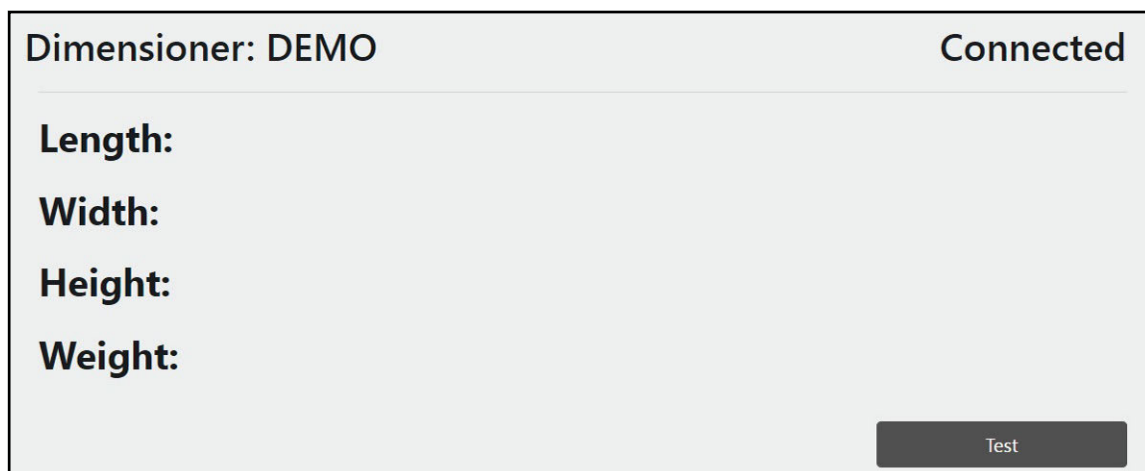 Dimensioner: DEMO Connected
Length:
Width:
Height:
Weight:
Test